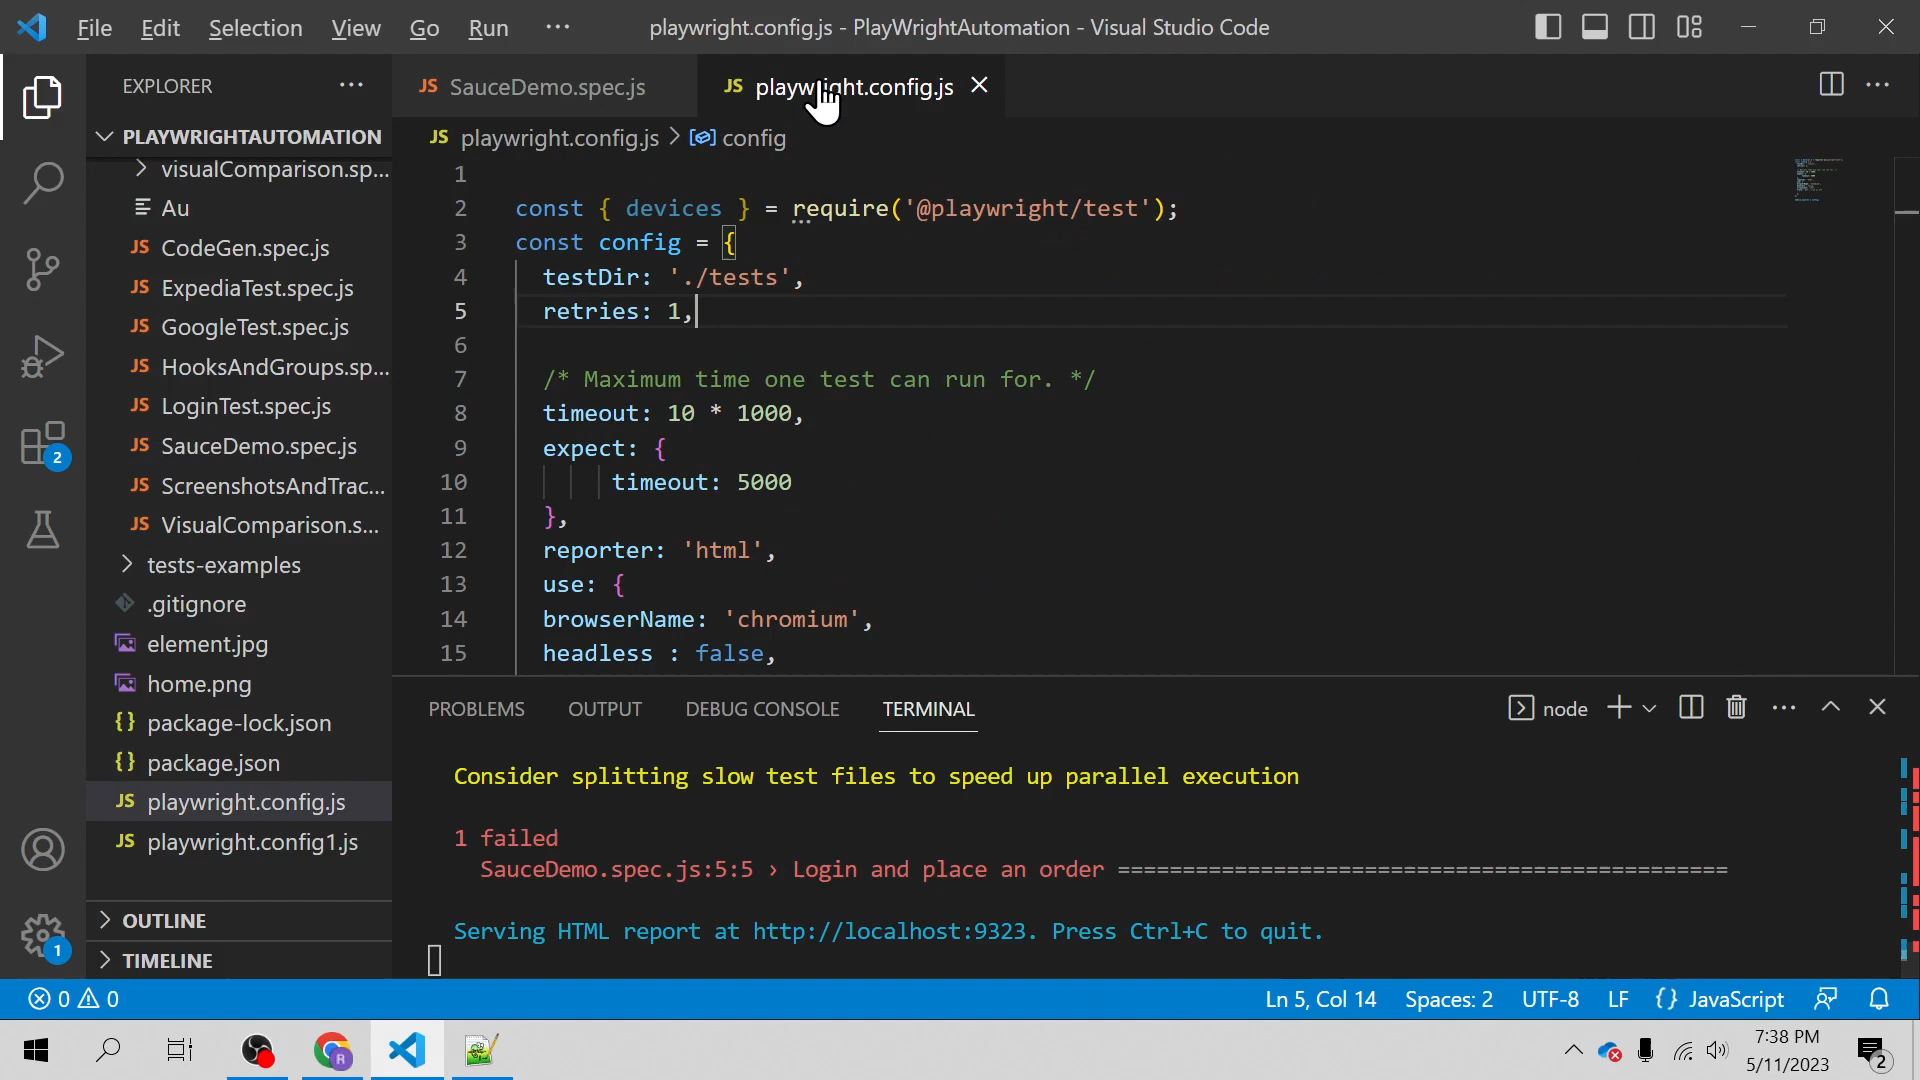 File Edit Selection View Go Run ··· playwright.config.js - PlayWrightAutomation - Visual Studio Code
EXPLORER ···
JS SauceDemo.spec.js
JS playwright.config.js
JS playwright.config.js > config
PLAYWRIGHTAUTOMATION
visualComparison.sp...
Au
JS CodeGen.spec.js
JS ExpediaTest.spec.js
JS GoogleTest.spec.js
JS HooksAndGroups.sp...
JS LoginTest.spec.js
JS SauceDemo.spec.js
JS ScreenshotsAndTrac...
JS VisualComparison.s...
tests-examples
.gitignore
element.jpg
home.png
{} package-lock.json
{} package.json
JS playwright.config.js
JS playwright.config1.js
OUTLINE
TIMELINE
2
1
1
2 const { devices } = require('@playwright/test');
3 const config = {
4 testDir: './tests',
5 retries: 1,
6
7 /* Maximum time one test can run for. */
8 timeout: 10 * 1000,
9 expect: {
10 timeout: 5000
11 },
12 reporter: 'html',
13 use: {
14 browserName: 'chromium',
15 headless : false,
PROBLEMS OUTPUT DEBUG CONSOLE TERMINAL node
Consider splitting slow test files to speed up parallel execution
1 failed
SauceDemo.spec.js:5:5 › Login and place an order ===============================================
Serving HTML report at http://localhost:9323. Press Ctrl+C to quit.
0 0 Ln 5, Col 14 Spaces: 2 UTF-8 LF {} JavaScript
R
7:38 PM
5/11/2023
2